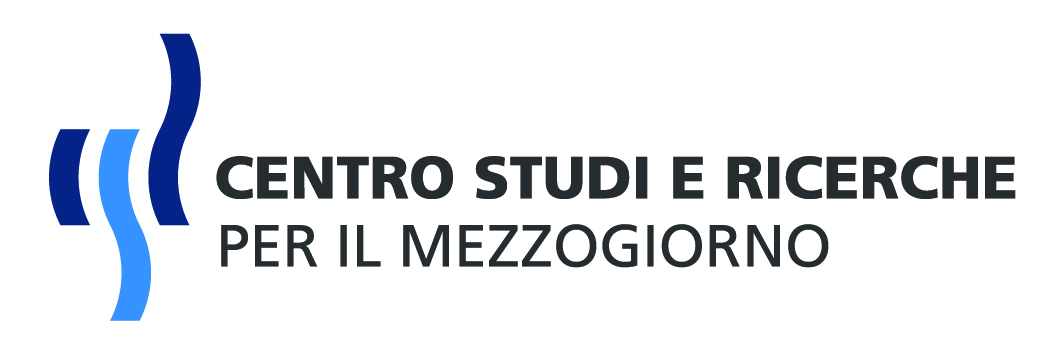 CENTRO STUDI E RICERCHE
PER IL MEZZOGIORNO